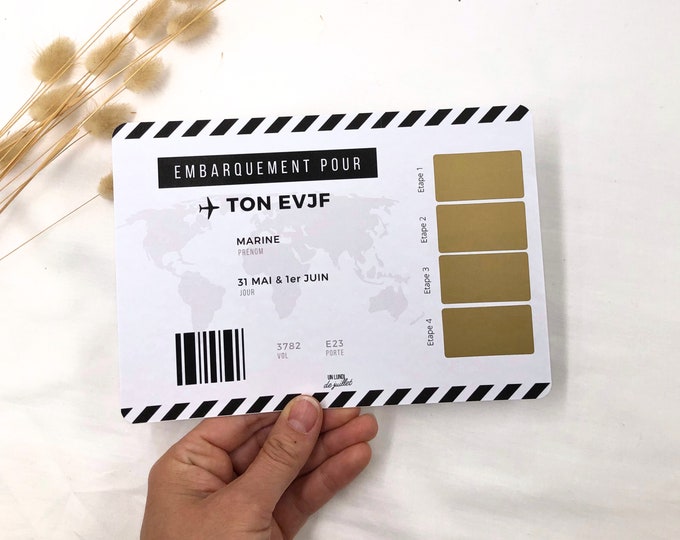 EMBARQUEMENT POUR
TON EVJF
MARINE
PRÉNOM
31 MAI & 1er JUIN
JOUR
3782
VOL
E23
PORTE
UN LUNDI
de juillet
Etape 1
Etape 2
Etape 3
Etape 4